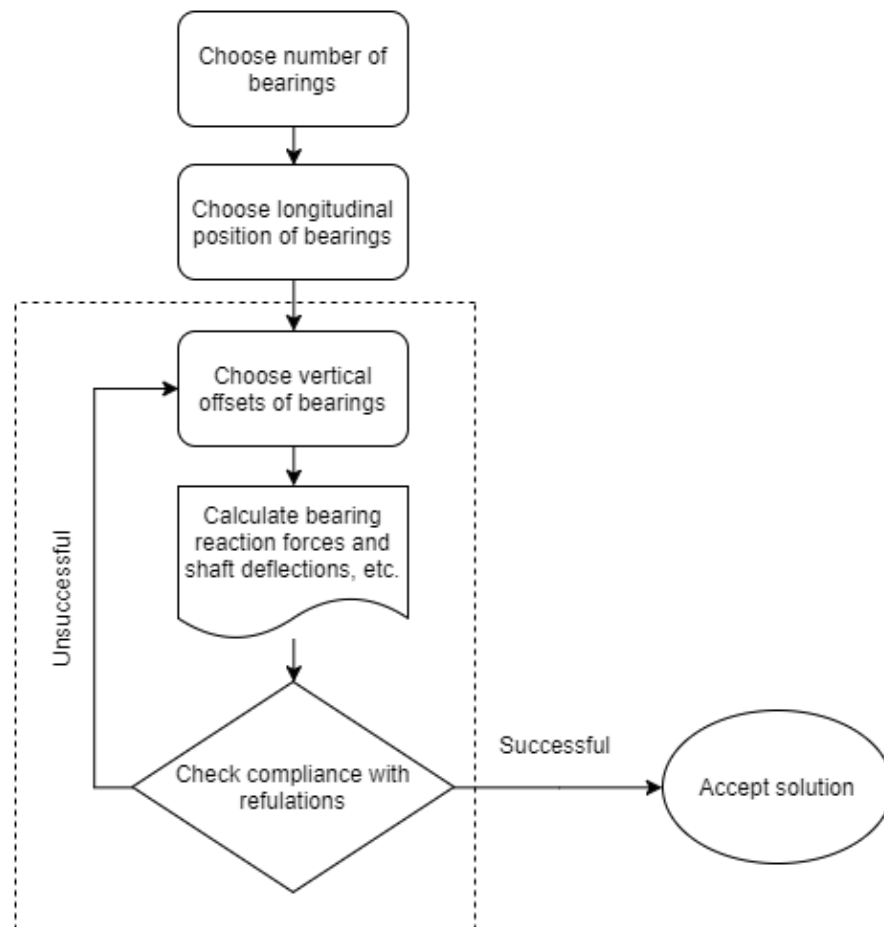 Choose number of
bearings
Choose longitudinal
position of bearings
Choose vertical
offsets of bearings
Calculate bearing
reaction forces and
shaft deflections, etc.
Unsuccessful
Check compliance with
refulations
Successful
Accept solution